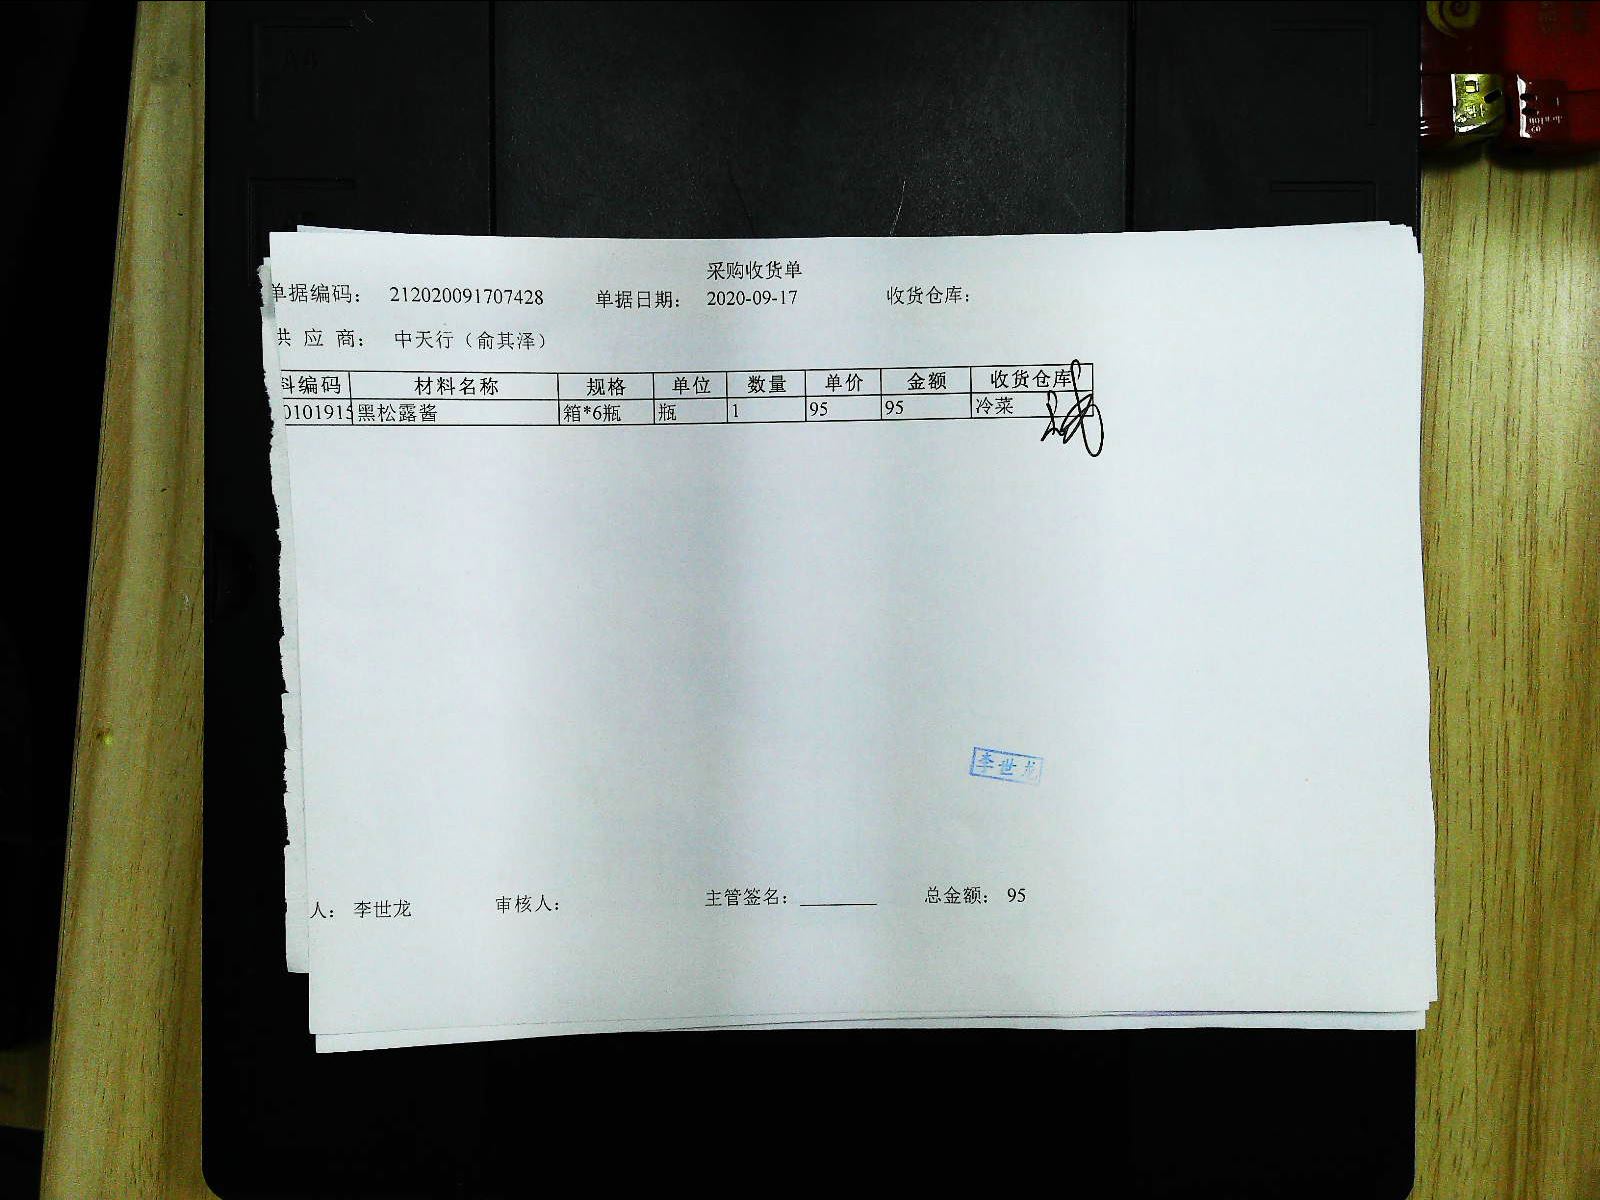 采购收货单
单据编码： 212020091707428 单据日期： 2020-09-17 收货仓库：
供 应 商： 中天行（俞其泽）
料编码 材料名称 规格 单位 数量 单价 金额 收货仓库
0101915 黑松露酱 箱*6瓶 瓶 1 95 95 冷菜
李世龙
人： 李世龙 审核人： 主管签名：________ 总金额： 95